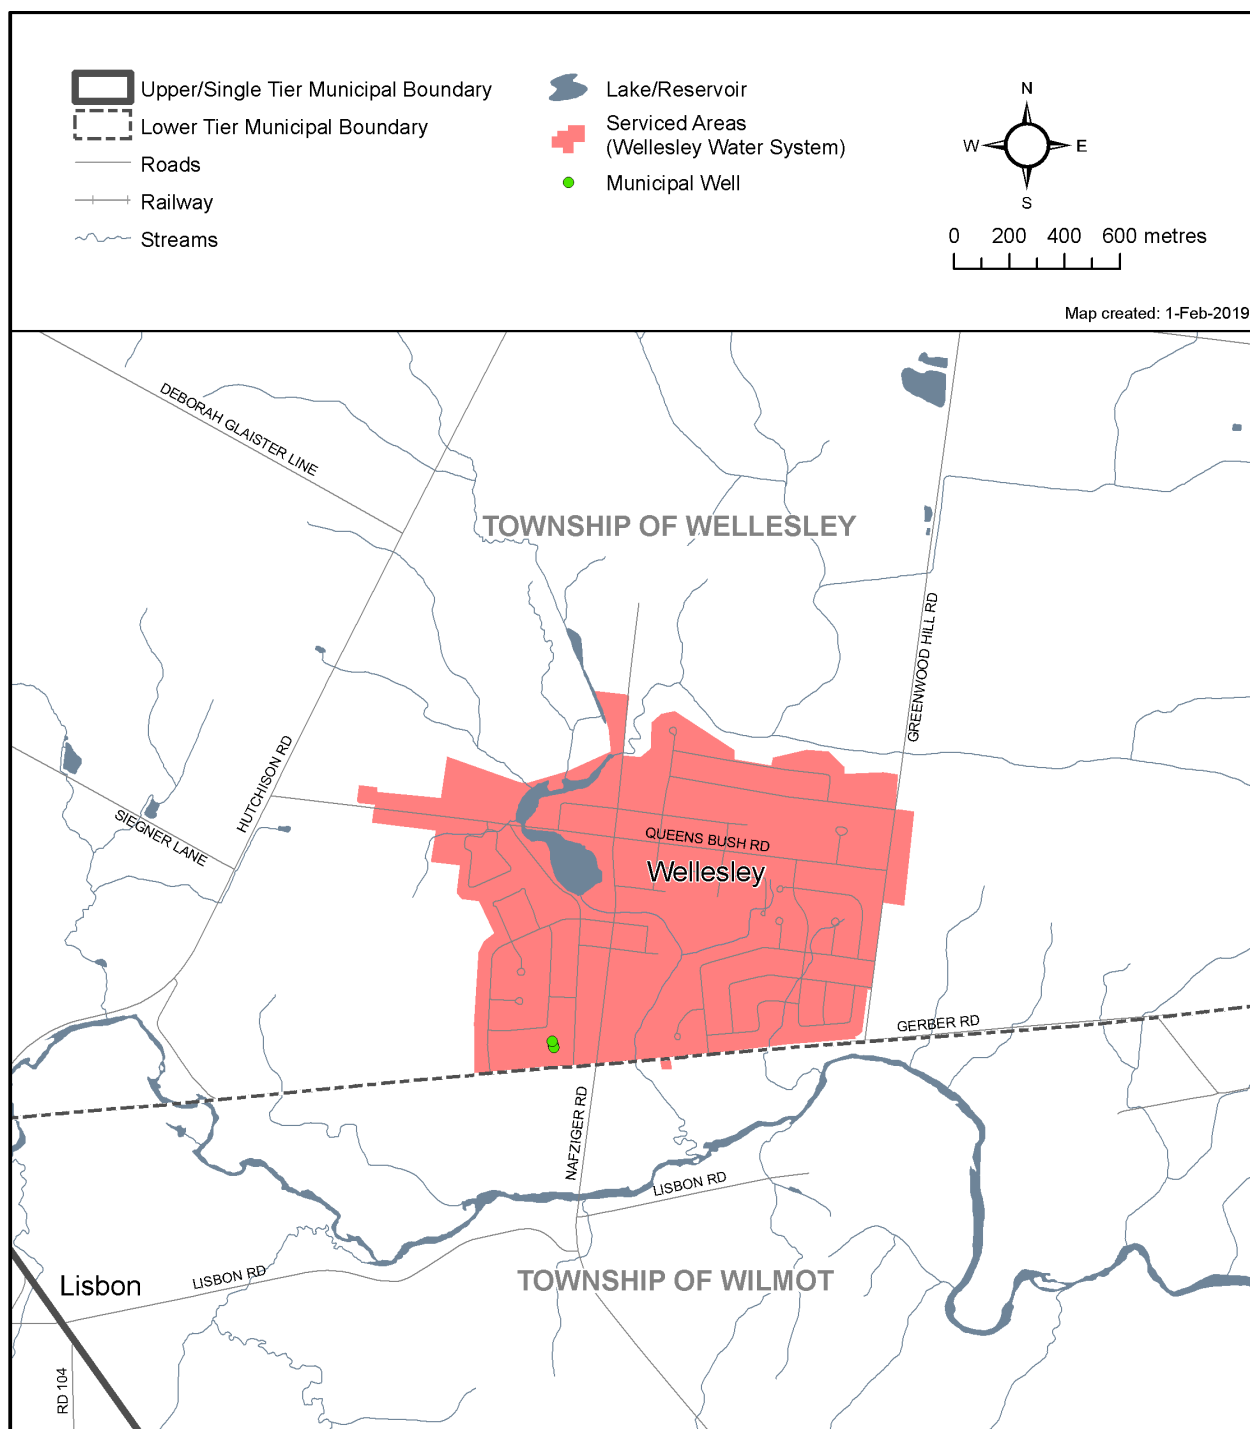 Upper/Single Tier Municipal Boundary
Lower Tier Municipal Boundary
Roads
Railway
Streams
Lake/Reservoir
Serviced Areas
(Wellesley Water System)
Municipal Well
N
W
E
S
0 200 400 600 metres
Map created: 1-Feb-2019
DEBORAH GLAISTER LINE
TOWNSHIP OF WELLESLEY
GREENWOOD HILL RD
HUTCHISON RD
SIEGNER LANE
QUEENS BUSH RD
Wellesley
GERBER RD
NAFZIGER RD
LISBON RD
LISBON RD
TOWNSHIP OF WILMOT
Lisbon
RD 104